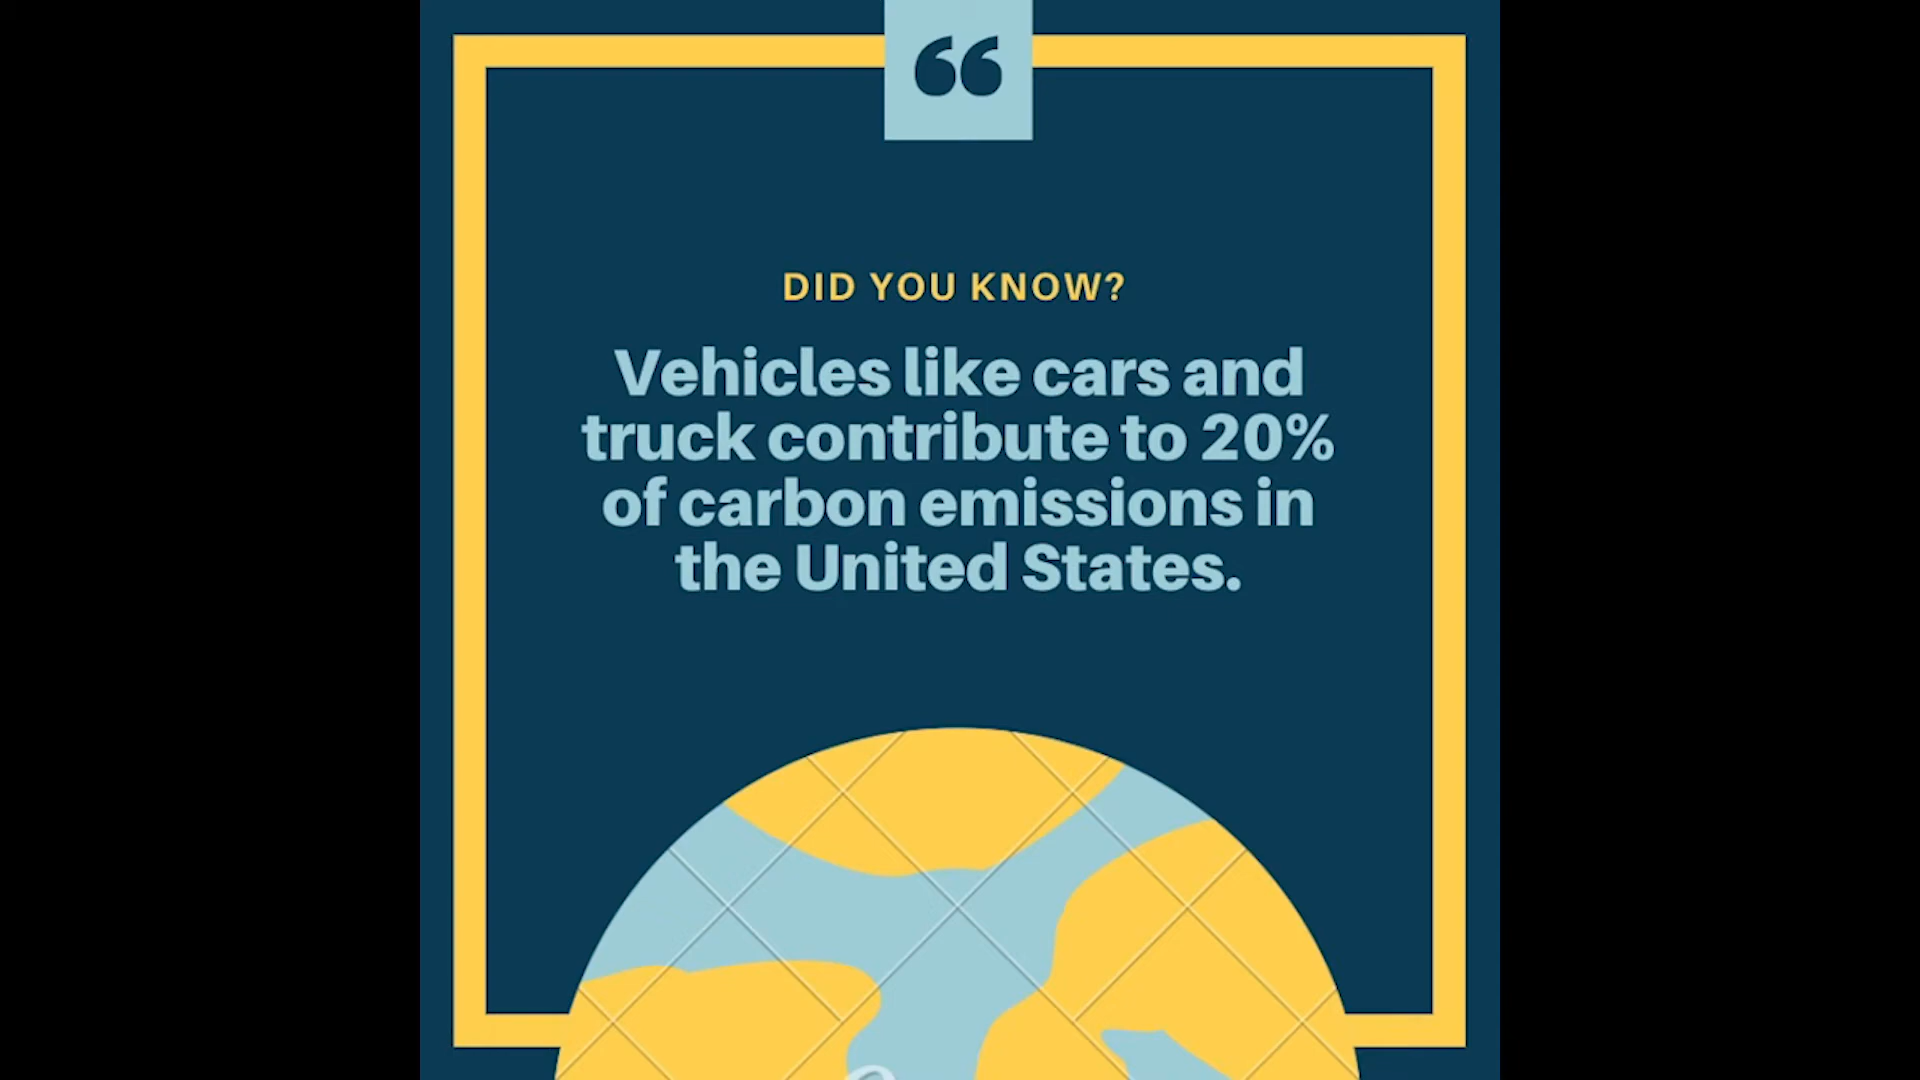 “
DID YOU KNOW?
Vehicles like cars and
truck contribute to 20%
of carbon emissions in
the United States.